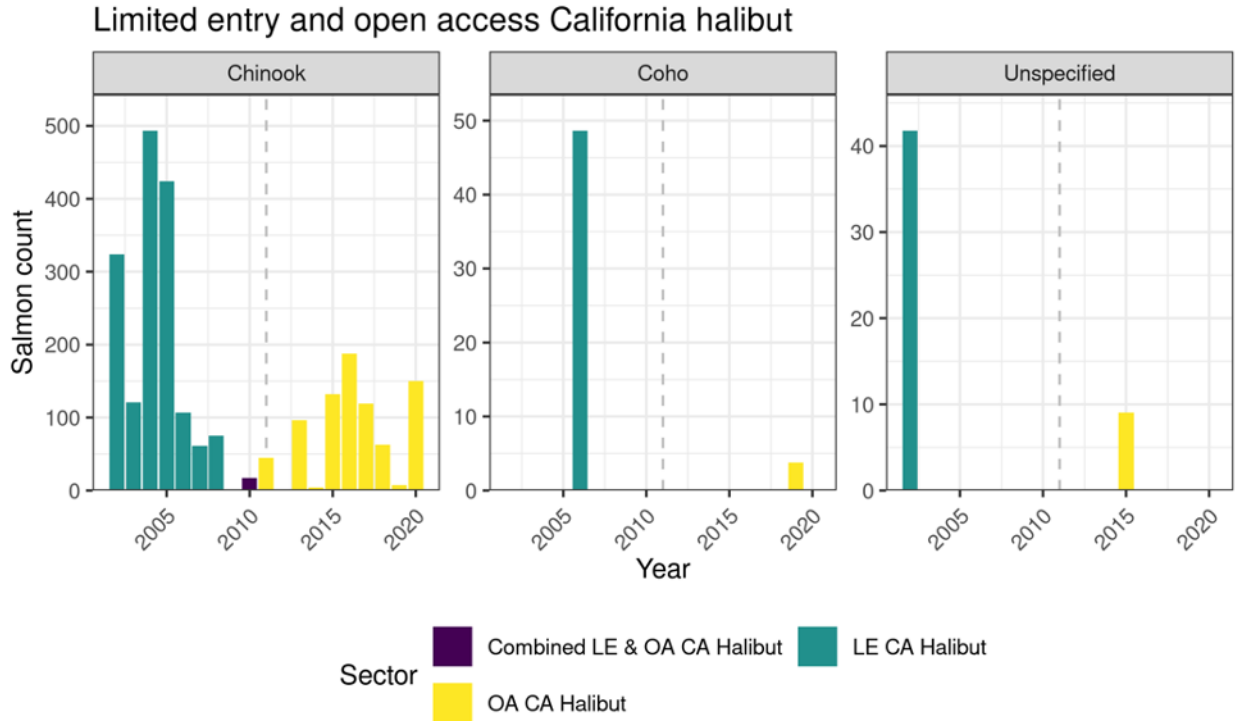 Limited entry and open access California halibut
Chinook
Coho
Unspecified
Salmon count
500
400
300
200
100
0
50
40
30
20
10
0
40
30
20
10
0
2005
2010
2015
2020
2005
2010
2015
2020
2005
2010
2015
2020
Year
Sector
Combined LE & OA CA Halibut
LE CA Halibut
OA CA Halibut